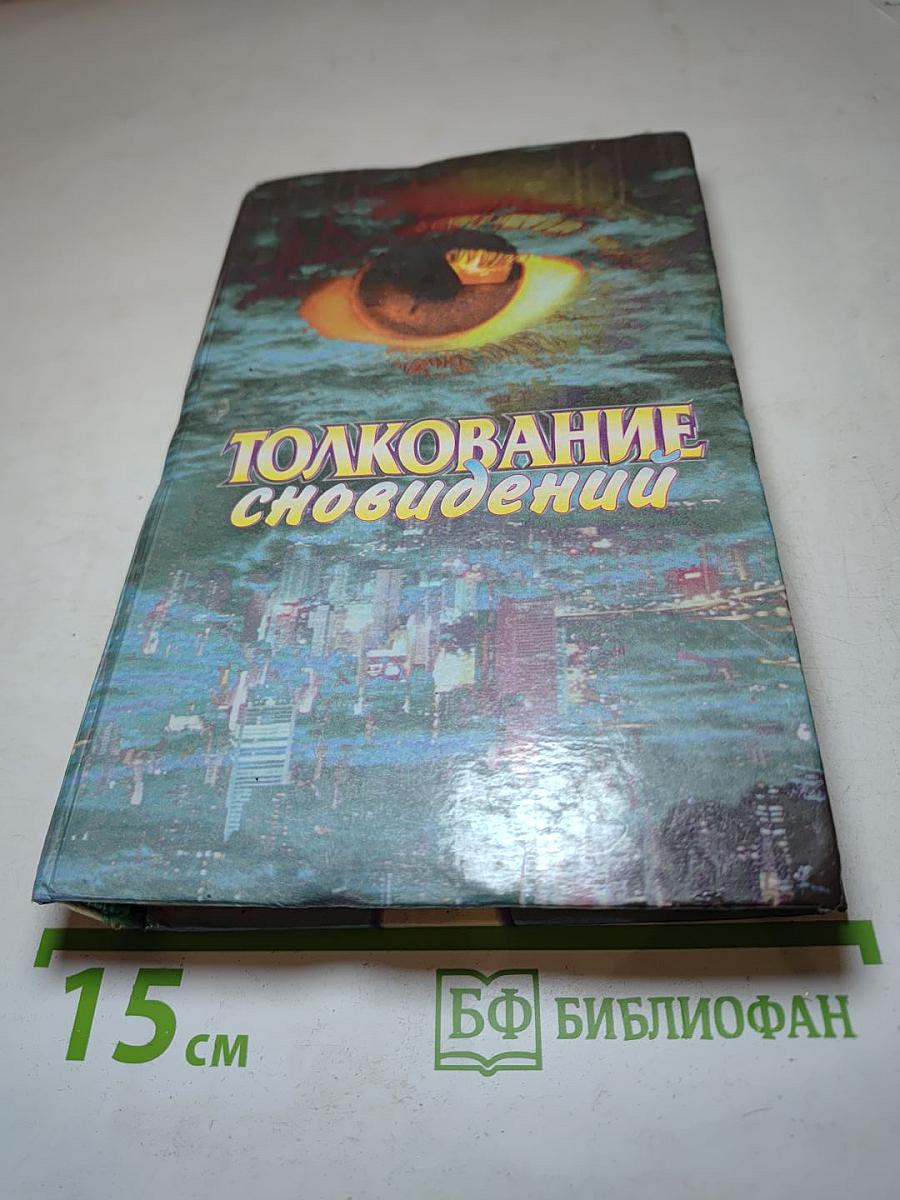 ТОЛКОВАНИЕ
сновидений
15 см
БФ БИБЛИОФАН